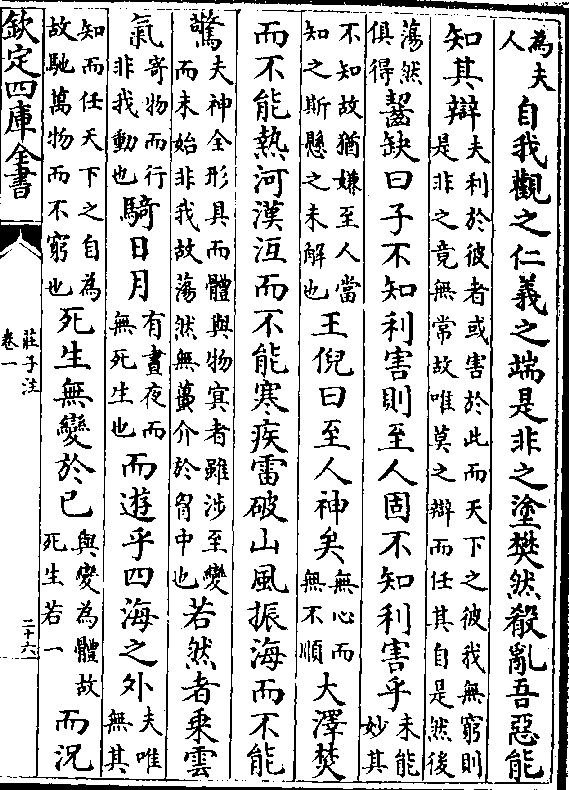 為夫人自我觀之仁義之端是非之塗樊然殽亂吾惡能
知其辯夫利於彼者或害於此而天下之彼我無窮則是非之竟無常故唯莫之辯而任其自是然後
蕩然俱得齧缺曰子不知利害則至人固不知利害乎未能妙其
不知故猶嫌至人當知之斯懸之未解也王倪曰至人神矣無心而無不順大澤焚
而不能熱河漢沍而不能寒疾雷破山風振海而不能
驚夫神全形具而體與物㝠者雖涉至變而未始非我故蕩然無蠆介於胷中也若然者乘雲
氣寄物而行非我動也騎日月有晝夜而無死生也而遊乎四海之外夫唯無其
知而任天下之自為故馳萬物而不窮也死生無變於己與變為體故死生若一而況
欽定四庫全書
莊子注
卷一
二十六